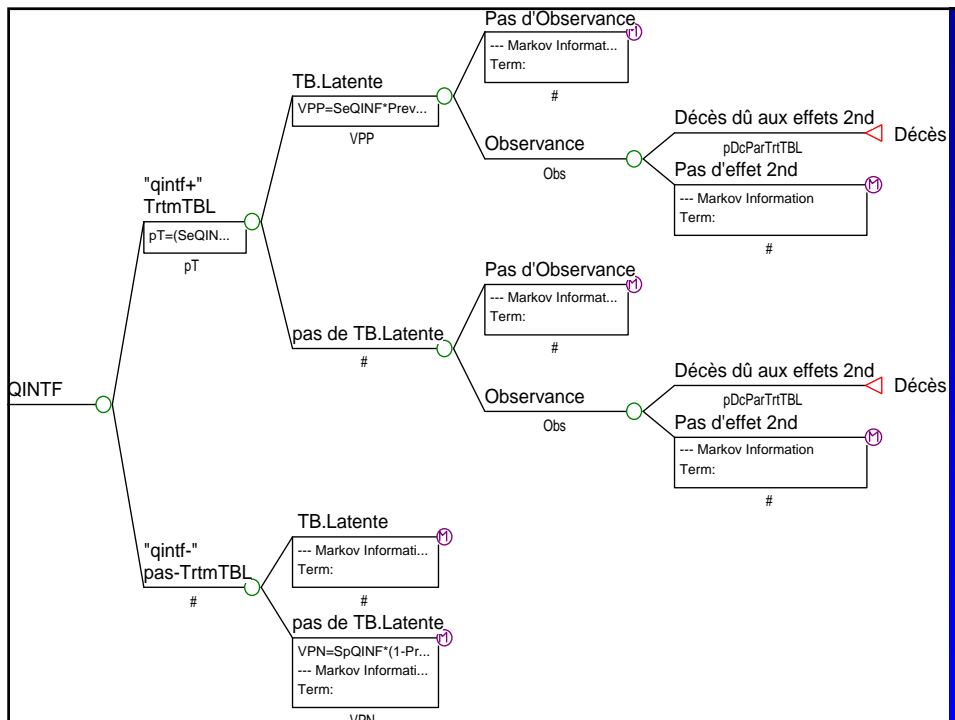 Pas d'Observance
M
--- Markov Informat...
Term:
#
TB.Latente
VPP=SeQINF*Prev...
VPP
Décès dû aux effets 2nd
Décès
pDcParTrtTBL
Observance
Obs
Pas d'effet 2nd
M
--- Markov Information
Term:
#
"qintf+"
TrtmTBL
pT=(SeQIN...
pT
Pas d'Observance
M
--- Markov Informat...
Term:
#
pas de TB.Latente
#
Décès dû aux effets 2nd
Décès
pDcParTrtTBL
Observance
Obs
Pas d'effet 2nd
M
--- Markov Information
Term:
#
QINTF
TB.Latente
M
--- Markov Informati...
Term:
#
"qintf-"
pas-TrtmTBL
#
pas de TB.Latente
M
VPN=SpQINF*(1-Pr...
--- Markov Informati...
Term:
VPN